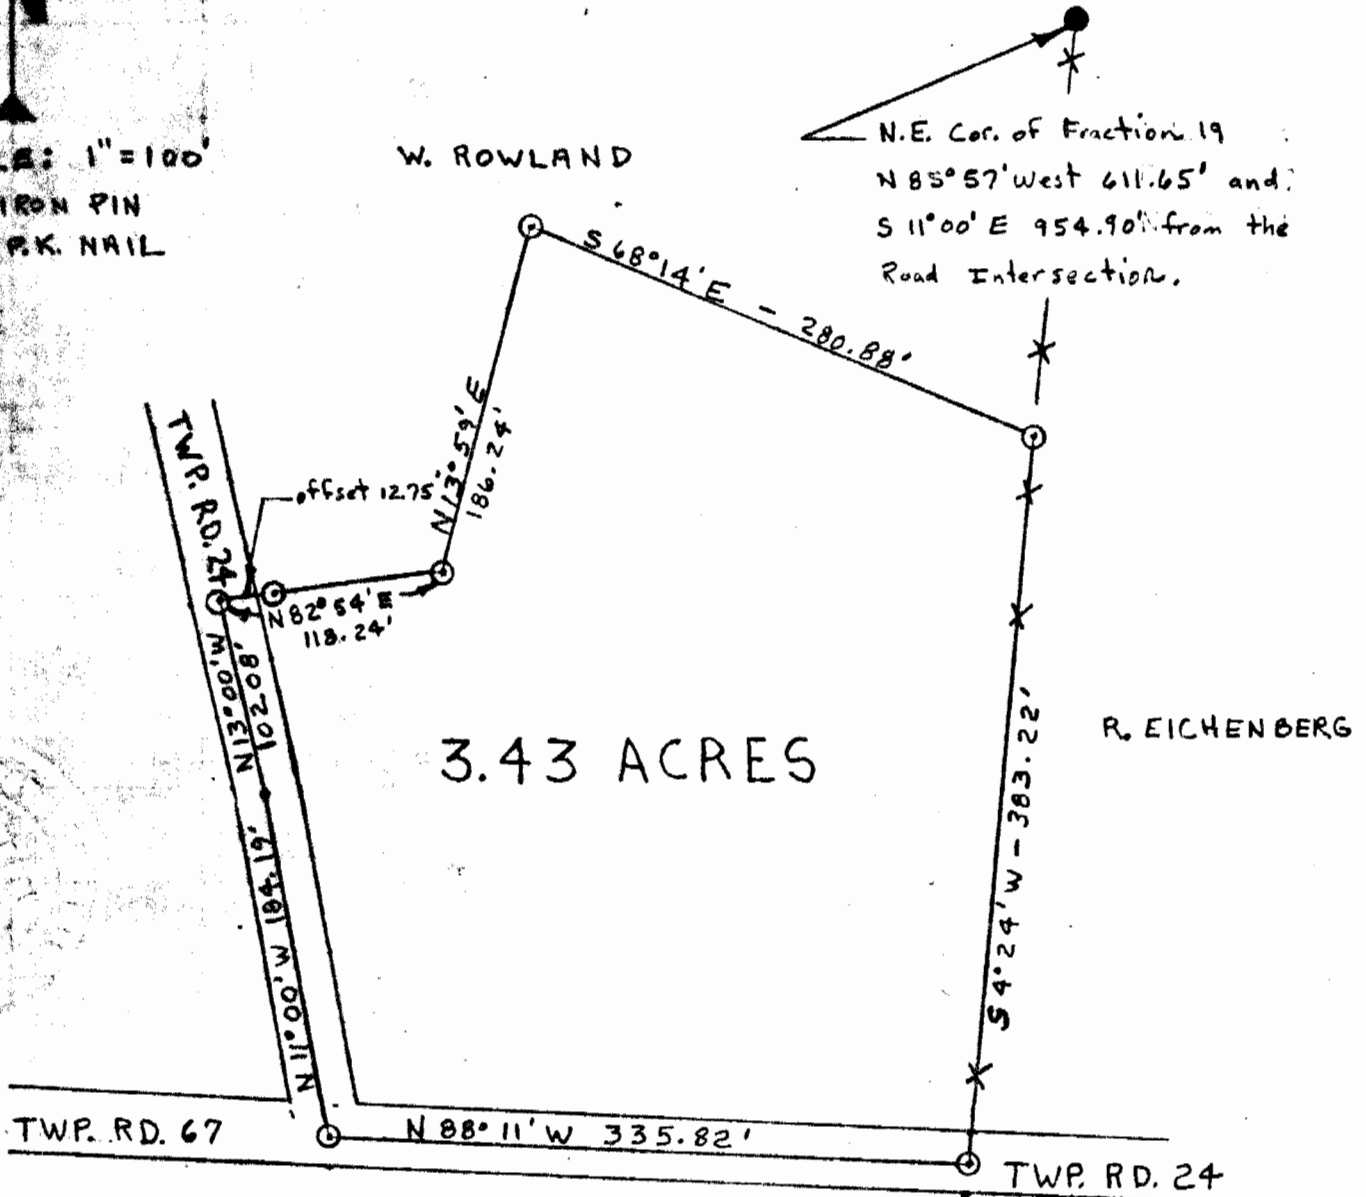 1" = 100'
IRON PIN
P.K. NAIL
W. ROWLAND
N.E. Cor. of Fraction 19
N 85° 57' West 611.65' and
S 11° 00' E 954.90' from the
Road Intersection.
S 68° 14' E - 280.88'
N 13° 59' E
186.24'
TWP. RD. 24
offset 12.75'
N 82° 54' E
118.24'
N 13° 00' W
102.08'
3.43 ACRES
R. EICHENBERG
S 4° 24' W - 383.22'
N 11° 00' W 184.19'
TWP. RD. 67
N 88° 11' W 335.82'
TWP. RD. 24